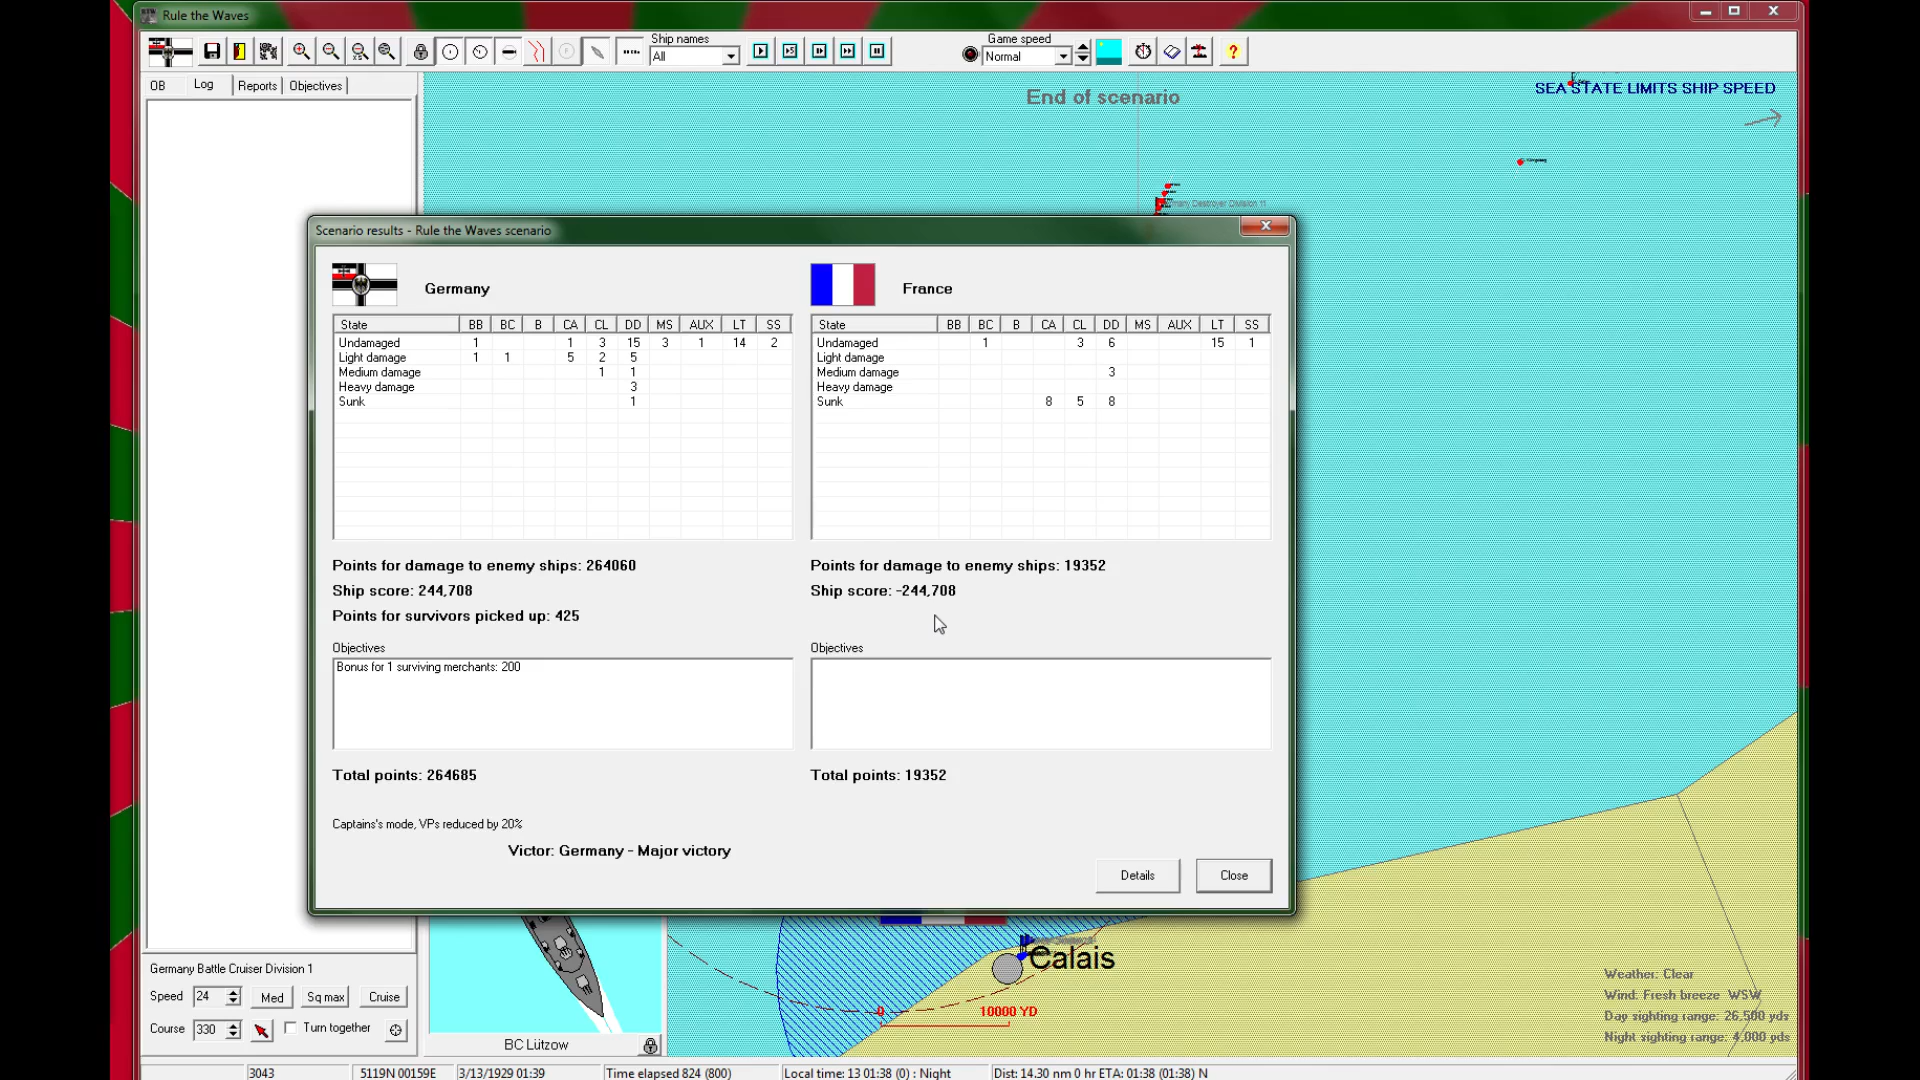 Rule the Waves
Ship names
All
Game speed
Normal
OB Log Reports Objectives
End of scenario
SEA STATE LIMITS SHIP SPEED
Germany Destroyer Division 11
Scenario results - Rule the Waves scenario
Germany
State BB BC B CA CL DD MS AUX LT SS
Undamaged 1 1 3 15 3 1 14 2
Light damage 1 1 5 2 5
Medium damage 1 1
Heavy damage 3
Sunk 1
Points for damage to enemy ships: 264060
Ship score: 244,708
Points for survivors picked up: 425
Objectives
Bonus for 1 surviving merchants: 200
Total points: 264685
France
State BB BC B CA CL DD MS AUX LT SS
Undamaged 1 3 6 15 1
Light damage
Medium damage 3
Heavy damage
Sunk 8 5 8
Points for damage to enemy ships: 19352
Ship score: -244,708
Objectives
Total points: 19352
Captains's mode, VPs reduced by 20%
Victor: Germany - Major victory
Details Close
Calais
0 10000 YD
Weather: Clear
Wind: Fresh breeze WSW
Day sighting range: 26,500 yds
Night sighting range: 4,000 yds
Germany Battle Cruiser Division 1
Speed 24 Med Sq max Cruise
Course 330 Turn together
BC Lützow
3043 5119N 00159E 3/13/1929 01:39 Time elapsed 824 (800) Local time: 13 01:38 (0) : Night Dist: 14.30 nm 0 hr ETA: 01:38 (01:38) N